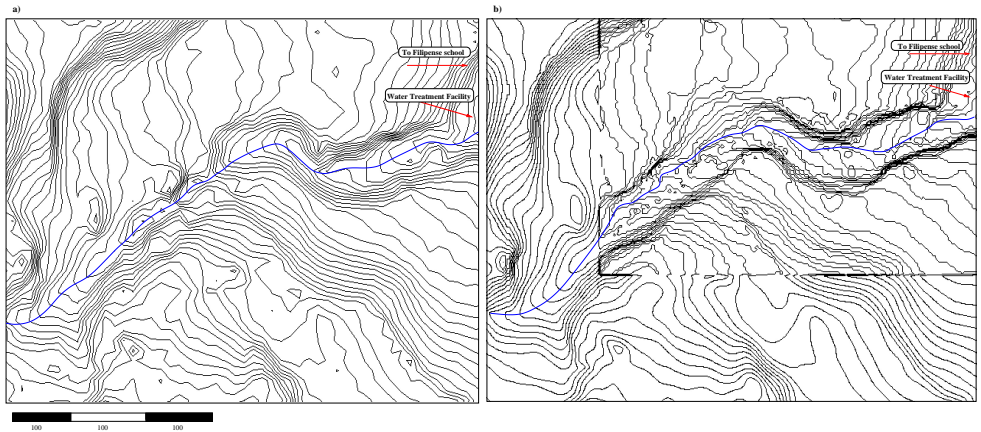 a)
To Filipense school
Water Treatment Facility
b)
To Filipense school
Water Treatment Facility
100 100 100